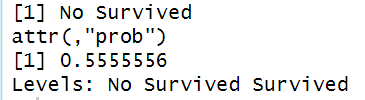 [1] No Survived
attr(,"prob")
[1] 0.5555556
Levels: No Survived Survived